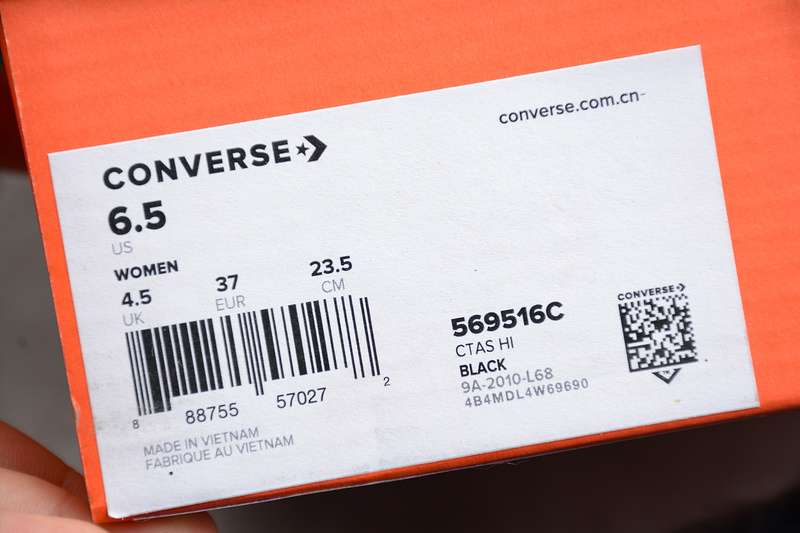 converse.com.cn
CONVERSE
6.5
US
WOMEN
4.5 37 23.5
UK EUR CM
8 88755 57027 2
MADE IN VIETNAM
FABRIQUE AU VIETNAM
569516C
CTAS HI
BLACK
9A-2010-L68
4B4MDL4W69690
CONVERSE